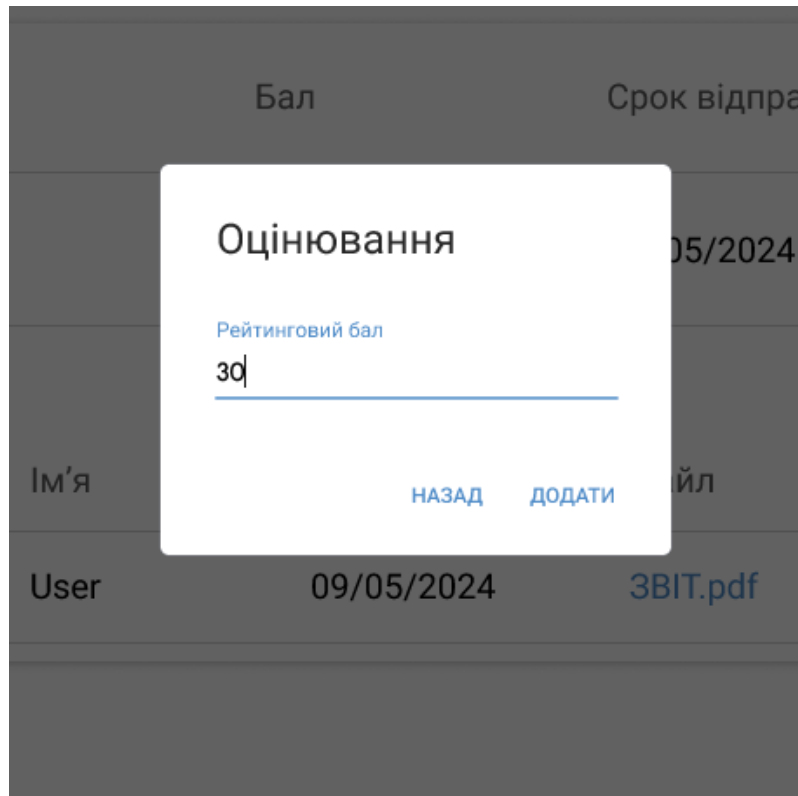 Бал Срок відпра
Оцінювання
05/2024
Рейтинговий бал
30
Ім’я йл
НАЗАД ДОДАТИ
User 09/05/2024 ЗВІТ.pdf